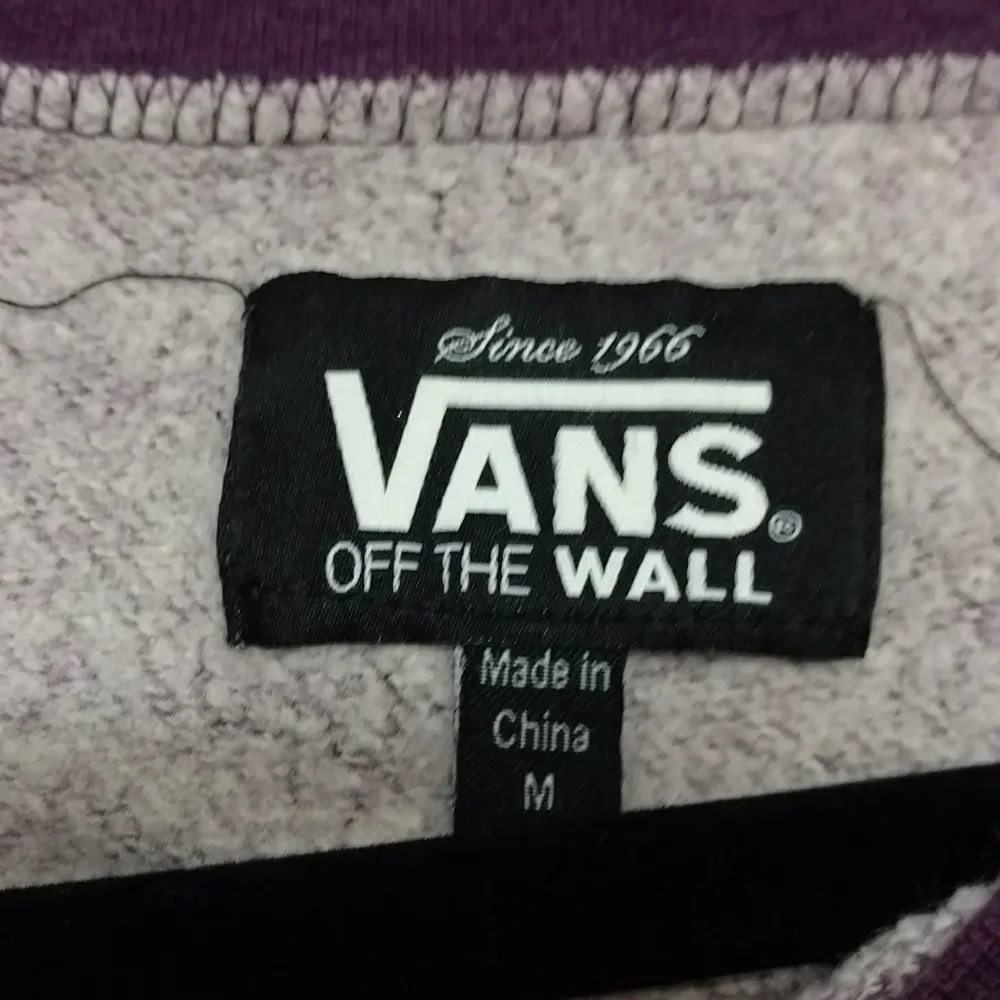 Since 1966
VANS®
OFF THE WALL
Made in
China
M